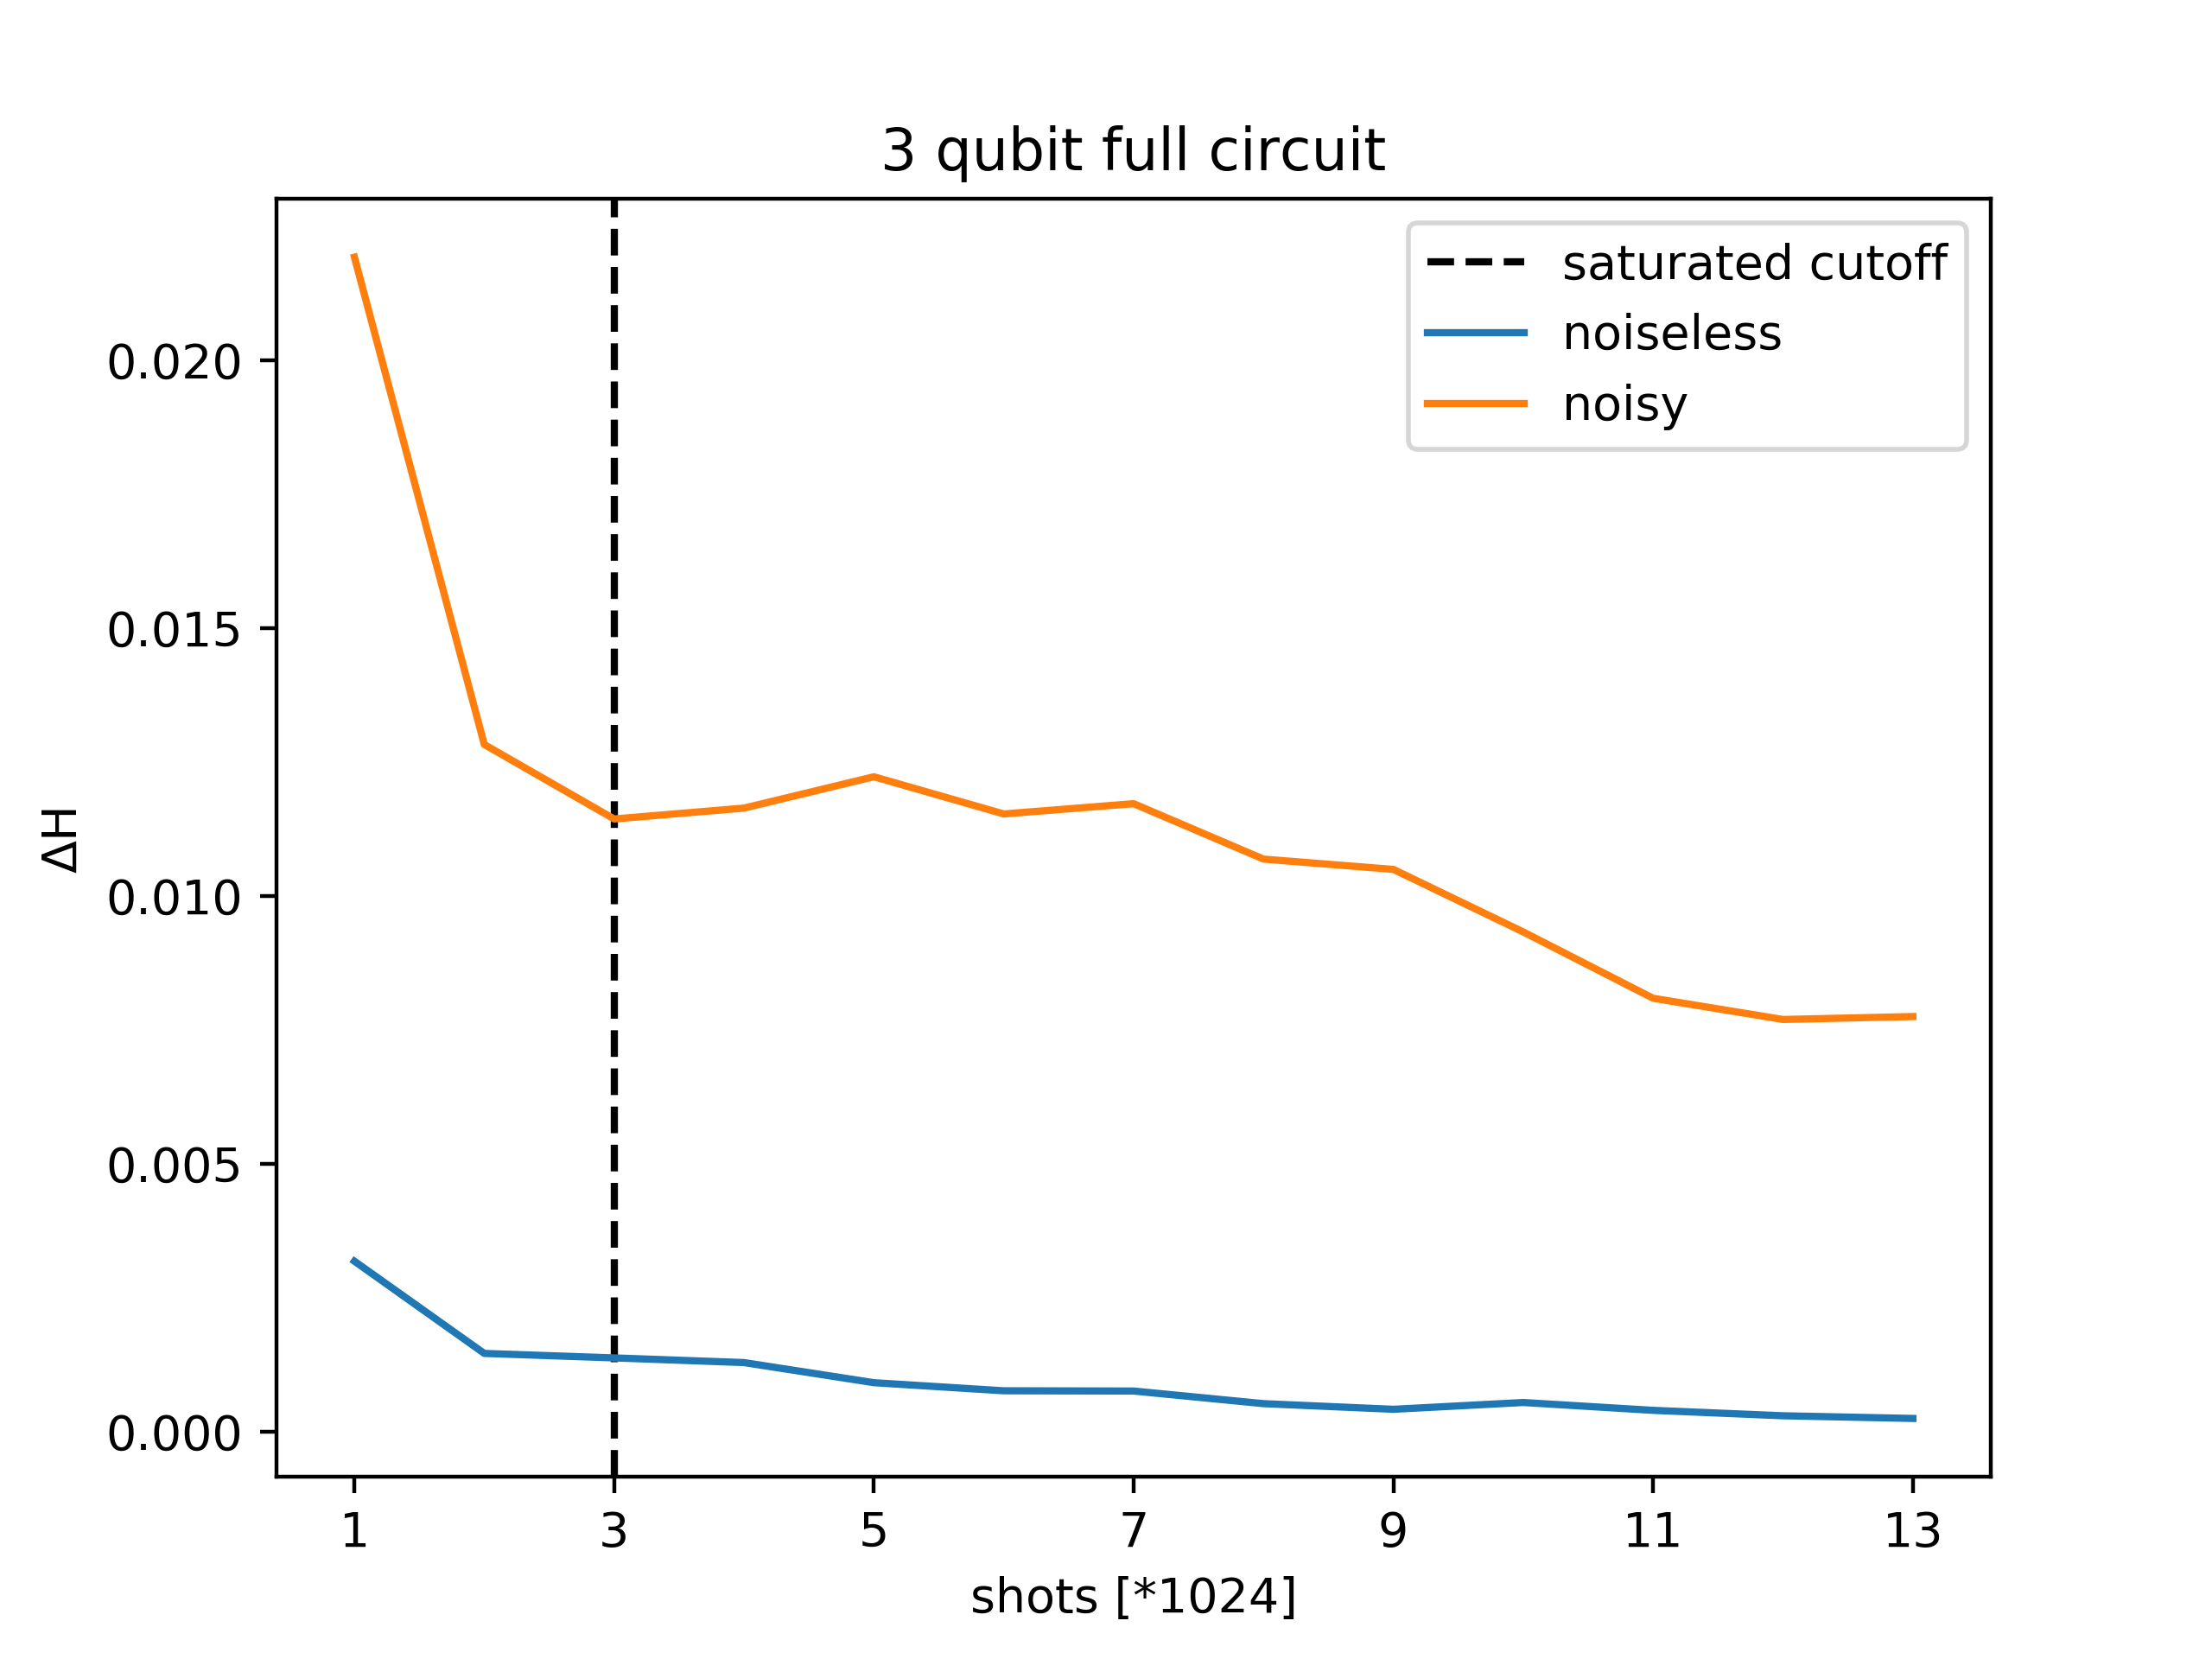 3 qubit full circuit
saturated cutoff
noiseless
noisy
0.020
0.015
0.010
0.005
0.000
ΔH
1 3 5 7 9 11 13
shots [*1024]